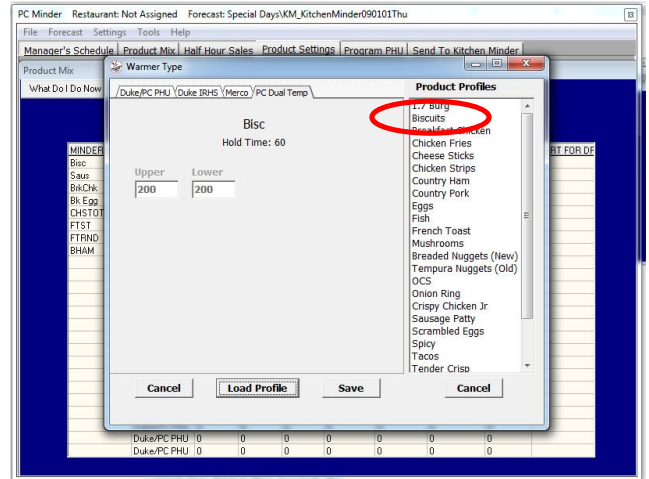 PC Minder Restaurant: Not Assigned Forecast: Special Days\KM_KitchenMinder090101Thu
File Forecast Settings Tools Help
Manager's Schedule Product Mix Half Hour Sales Product Settings Program PHU Send To Kitchen Minder
Product Mix
What Do I Do Now
Warmer Type
Duke/PC PHU Duke IRHS Merco PC Dual Temp
Bisc
Hold Time: 60
Upper Lower
200 200
Product Profiles
1.7 Burg
Biscuits
Breakfast Chicken
Chicken Fries
Cheese Sticks
Chicken Strips
Country Ham
Country Pork
Eggs
Fish
French Toast
Mushrooms
Breaded Nuggets (New)
Tempura Nuggets (Old)
OCS
Onion Ring
Crispy Chicken Jr
Sausage Patty
Scrambled Eggs
Spicy
Tacos
Tender Crisp
Cancel Load Profile Save Cancel
MINDER
Bisc
Saus
BrkChk
Bk Egg
CHSTOT
FTST
FTRND
BHAM
RT FOR DF
Duke/PC PHU 0 0 0 0 0 0 0
Duke/PC PHU 0 0 0 0 0 0 0